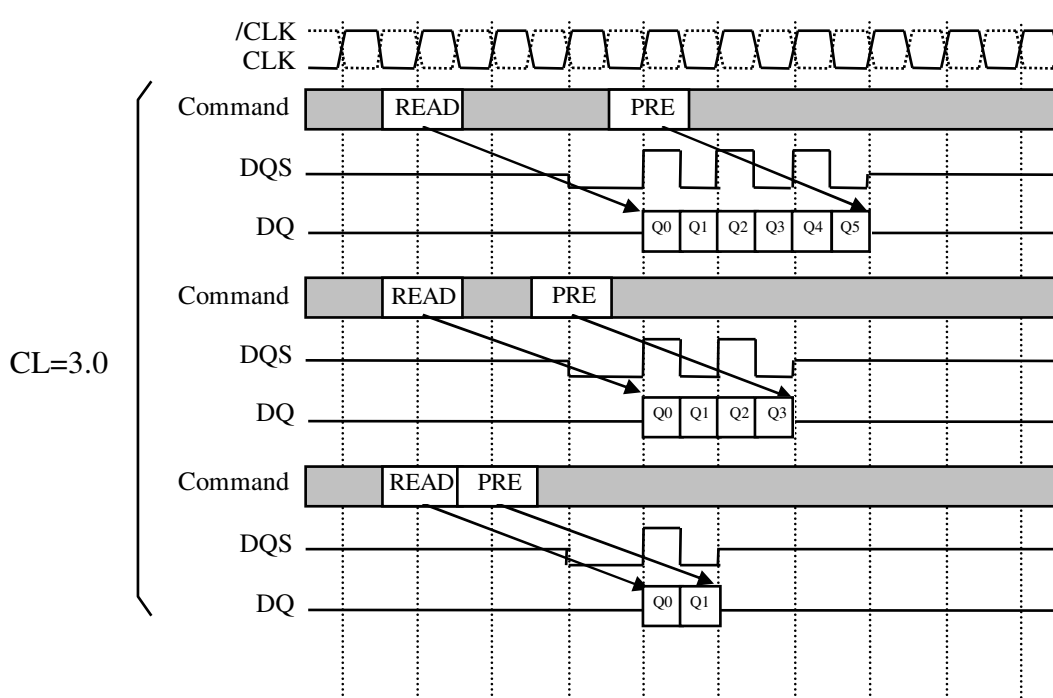 /CLK
CLK
Command READ PRE
DQS
DQ Q0 Q1 Q2 Q3 Q4 Q5
Command READ PRE
CL=3.0
DQS
DQ Q0 Q1 Q2 Q3
Command READ PRE
DQS
DQ Q0 Q1